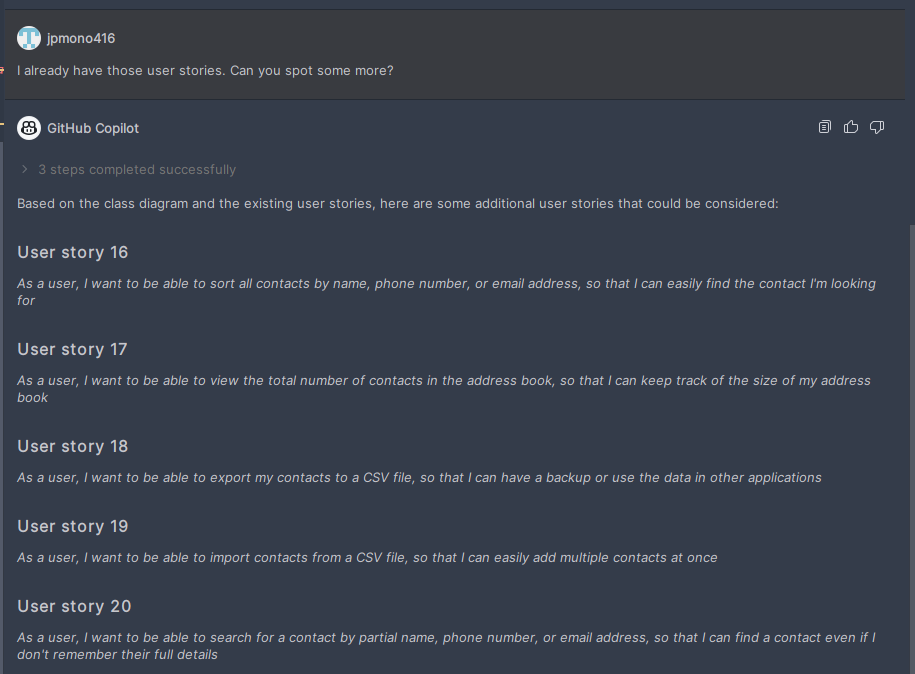 jpmono416
I already have those user stories. Can you spot some more?
GitHub Copilot
3 steps completed successfully
Based on the class diagram and the existing user stories, here are some additional user stories that could be considered:
User story 16
As a user, I want to be able to sort all contacts by name, phone number, or email address, so that I can easily find the contact I'm looking
for
User story 17
As a user, I want to be able to view the total number of contacts in the address book, so that I can keep track of the size of my address
book
User story 18
As a user, I want to be able to export my contacts to a CSV file, so that I can have a backup or use the data in other applications
User story 19
As a user, I want to be able to import contacts from a CSV file, so that I can easily add multiple contacts at once
User story 20
As a user, I want to be able to search for a contact by partial name, phone number, or email address, so that I can find a contact even if I
don't remember their full details